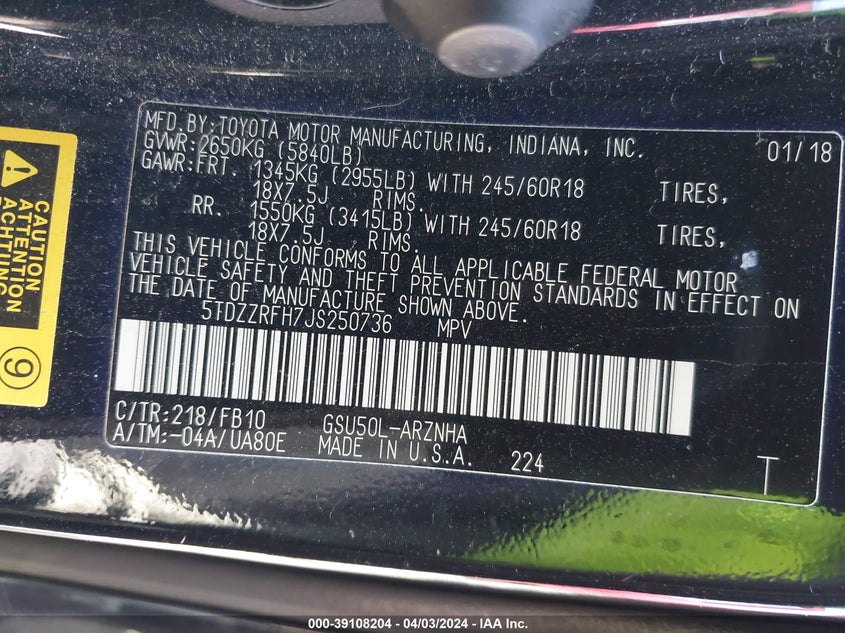 MFD.BY:TOYOTA MOTOR MANUFACTURING, INDIANA, INC. 01/18
GVWR:2650KG (5840LB)
GAWR:FRT. 1345KG (2955LB) WITH 245/60R18 TIRES,
18X7.5J RIMS.
RR. 1550KG (3415LB) WITH 245/60R18 TIRES,
18X7.5J RIMS.
THIS VEHICLE CONFORMS TO ALL APPLICABLE FEDERAL MOTOR
VEHICLE SAFETY AND THEFT PREVENTION STANDARDS IN EFFECT ON
THE DATE OF MANUFACTURE SHOWN ABOVE.
5TDZZRFH7JS250736 MPV
C/TR:218/FB10 GSU50L-ARZNHA
A/TM:-04A/UA80E MADE IN U.S.A. 224 T
CAUTION
ATTENTION
ACHTUNG
9
000-39108204 - 04/03/2024 - IAA Inc.